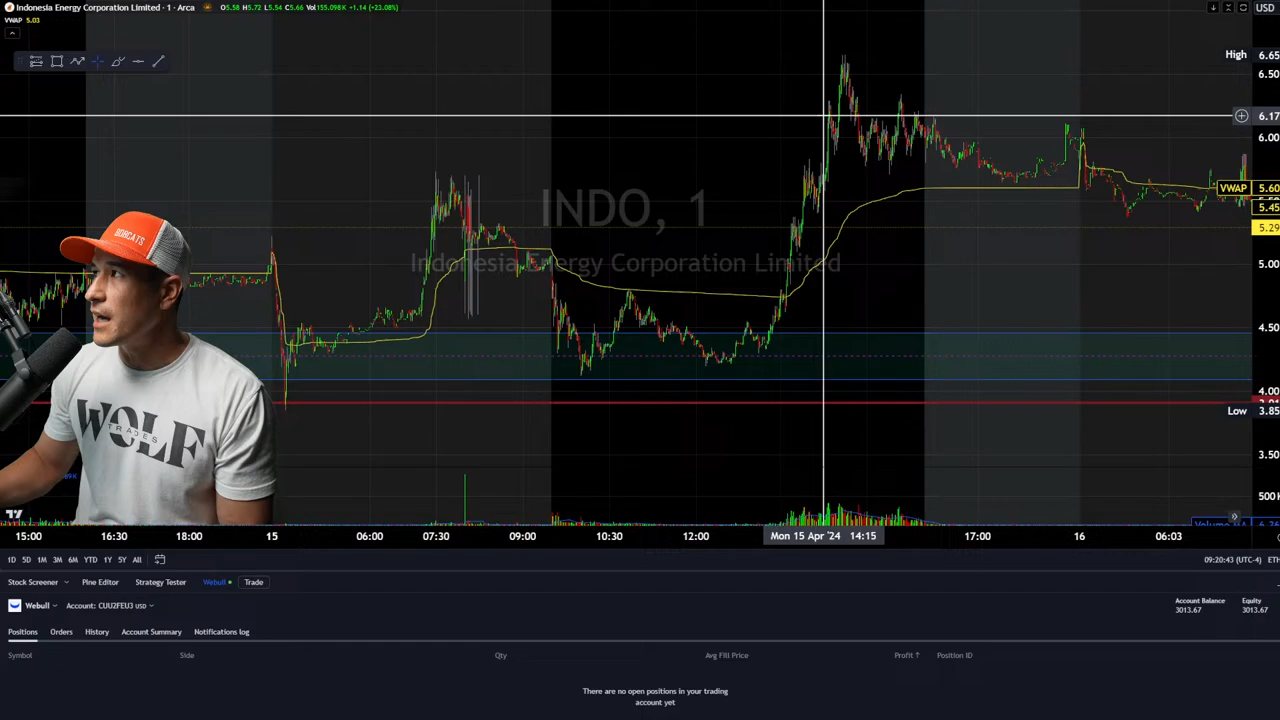 Indonesia Energy Corporation Limited · 1 · Arca O5.58 H5.72 L5.54 C5.66 Vol155.098K +1.14 (+23.08%) USD
VWAP 5.03
High 6.65
6.50
6.17
6.00
INDO, 1
VWAP 5.60
5.45
5.29
Indonesia Energy Corporation Limited
5.00
4.50
4.00
Low 3.85
3.50
500K
BOBCATS
WOLF
TRADES
15:00 16:30 18:00 15 06:00 07:30 09:00 10:30 12:00 Mon 15 Apr '24 14:15 17:00 16 06:03
1D 5D 1M 3M 6M YTD 1Y 5Y All 09:20:43 (UTC-4) ETH
Stock Screener Pine Editor Strategy Tester Webull Trade
Webull Account: CUU2FEU3 USD
Account Balance Equity
3013.67 3013.67
Positions Orders History Account Summary Notifications log
Symbol Side Qty Avg Fill Price Profit ↑ Position ID
There are no open positions in your trading
account yet